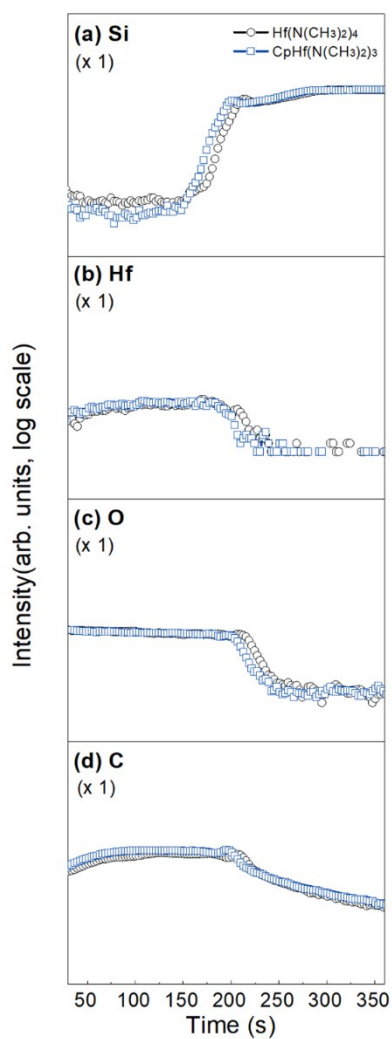 (a) Si
(x 1)
Hf(N(CH3)2)4
CpHf(N(CH3)2)3
(b) Hf
(x 1)
(c) O
(x 1)
(d) C
(x 1)
Intensity(arb. units, log scale)
50 100 150 200 250 300 350
Time (s)